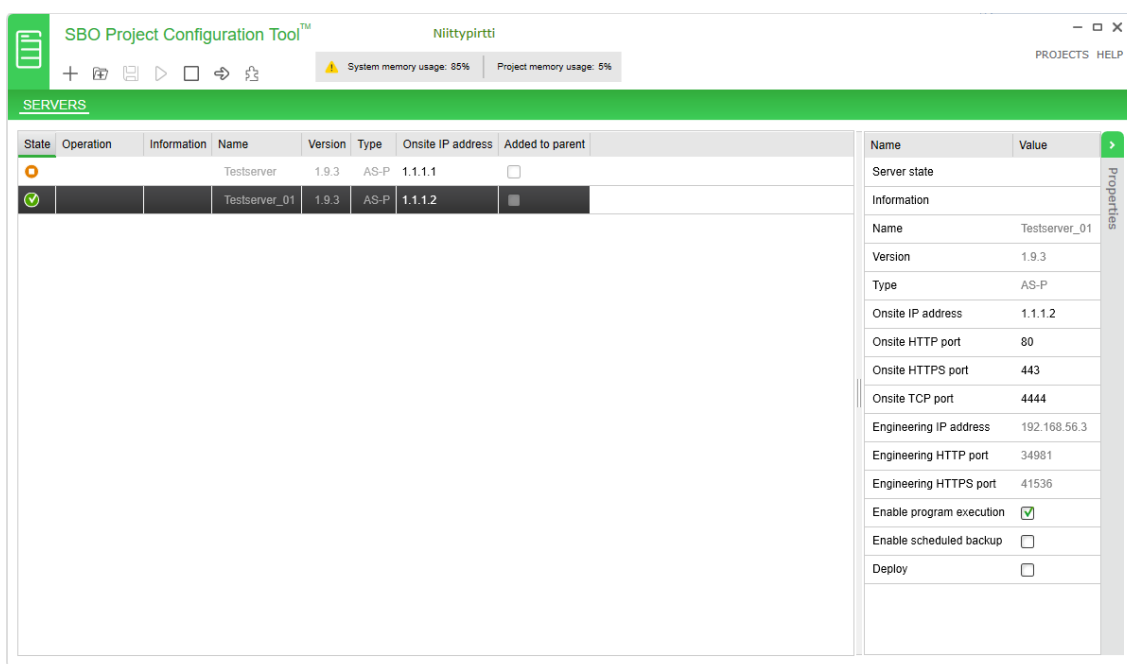 SBO Project Configuration Tool™
Niittypirtti
PROJECTS HELP
System memory usage: 85% Project memory usage: 5%
SERVERS
State Operation Information Name Version Type Onsite IP address Added to parent
Testserver 1.9.3 AS-P 1.1.1.1
Testserver_01 1.9.3 AS-P 1.1.1.2
Name Value
Server state
Information
Name Testserver_01
Version 1.9.3
Type AS-P
Onsite IP address 1.1.1.2
Onsite HTTP port 80
Onsite HTTPS port 443
Onsite TCP port 4444
Engineering IP address 192.168.56.3
Engineering HTTP port 34981
Engineering HTTPS port 41536
Enable program execution
Enable scheduled backup
Deploy
Properties